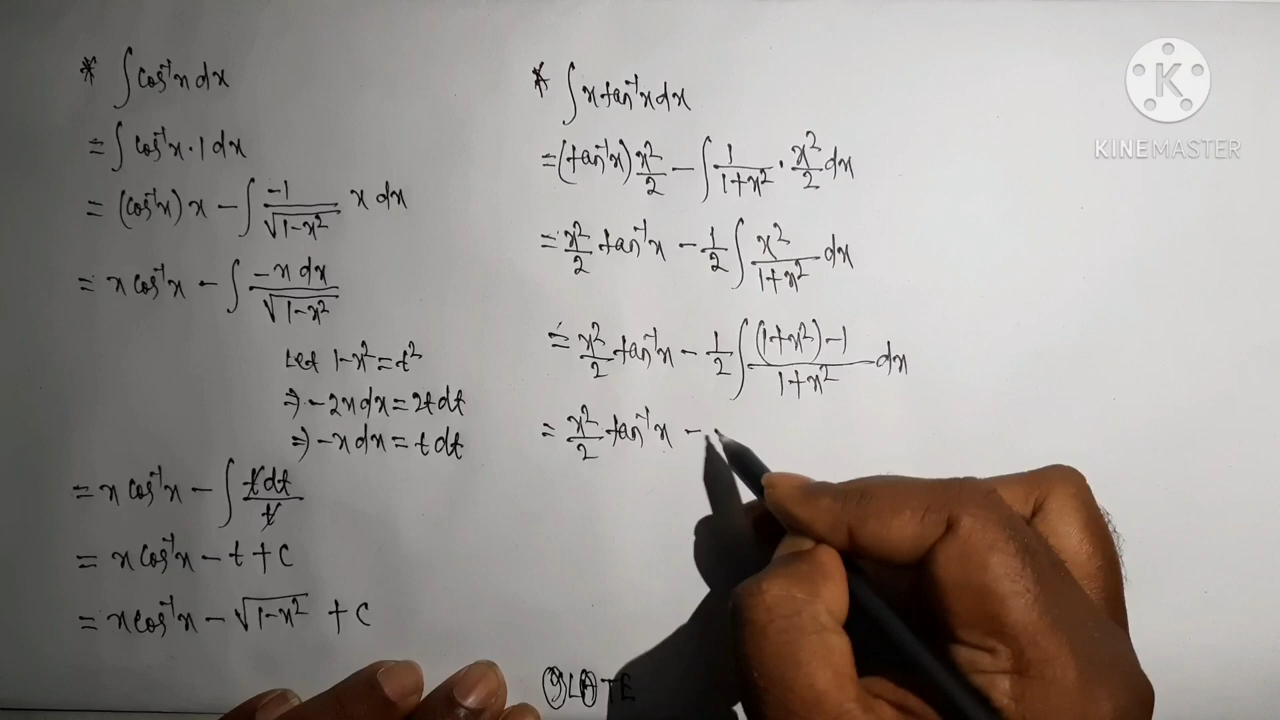 * ∫ cos⁻¹x dx
= ∫ cos⁻¹x · 1 dx
= (cos⁻¹x) x − ∫ −1/√(1−x²) x dx
= x cos⁻¹x − ∫ −x dx/√(1−x²)
Let 1−x² = t²
⇒ −2x dx = 2t dt
⇒ −x dx = t dt
= x cos⁻¹x − ∫ t dt/t
= x cos⁻¹x − t + c
= x cos⁻¹x − √(1−x²) + c
* ∫ x tan⁻¹x dx
= (tan⁻¹x) x²/2 − ∫ 1/(1+x²) · x²/2 dx
= x²/2 tan⁻¹x − 1/2 ∫ x²/(1+x²) dx
= x²/2 tan⁻¹x − 1/2 ∫ ((1+x²)−1)/(1+x²) dx
= x²/2 tan⁻¹x −
KINEMASTER